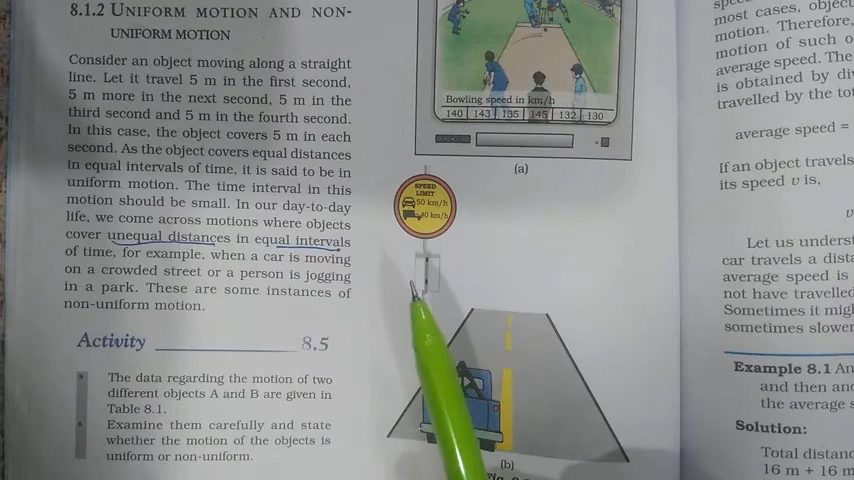 8.1.2 UNIFORM MOTION AND NON-
UNIFORM MOTION
Consider an object moving along a straight
line. Let it travel 5 m in the first second,
5 m more in the next second, 5 m in the
third second and 5 m in the fourth second.
In this case, the object covers 5 m in each
second. As the object covers equal distances
in equal intervals of time, it is said to be in
uniform motion. The time interval in this
motion should be small. In our day-to-day
life, we come across motions where objects
cover unequal distances in equal intervals
of time, for example, when a car is moving
on a crowded street or a person is jogging
in a park. These are some instances of
non-uniform motion.
Activity 8.5
The data regarding the motion of two
different objects A and B are given in
Table 8.1.
Examine them carefully and state
whether the motion of the objects is
uniform or non-uniform.
Bowling speed in km/h
140 143 135 145 132 130
(a)
SPEED
LIMIT
50 km/h
40 km/h
(b)
most cases, object
motion. Therefore,
motion of such o
average speed. The
is obtained by di
travelled by the to
average speed =
If an object travels
its speed v is,
v
Let us underst
car travels a dista
average speed is
not have travelled
Sometimes it mig
sometimes slower
Example 8.1 An
and then an
the average s
Solution:
Total distanc
16 m + 16 m